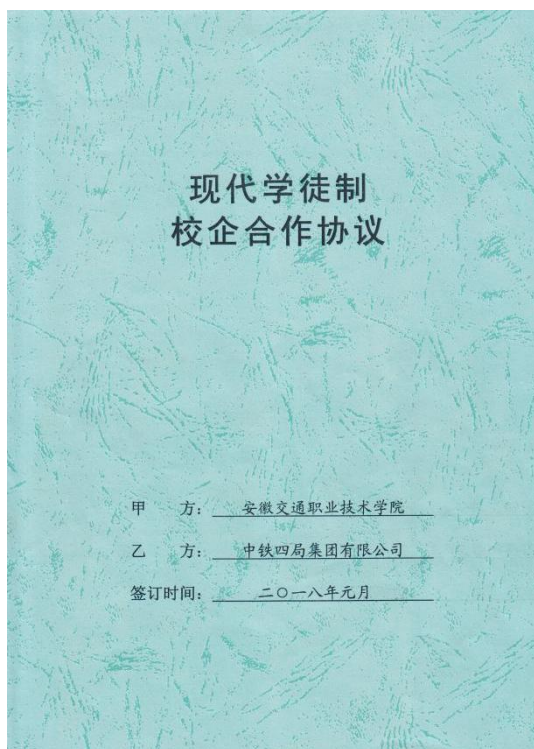 现代学徒制
校企合作协议
甲　　方：安徽交通职业技术学院
乙　　方：中铁四局集团有限公司
签订时间：二〇一八年元月